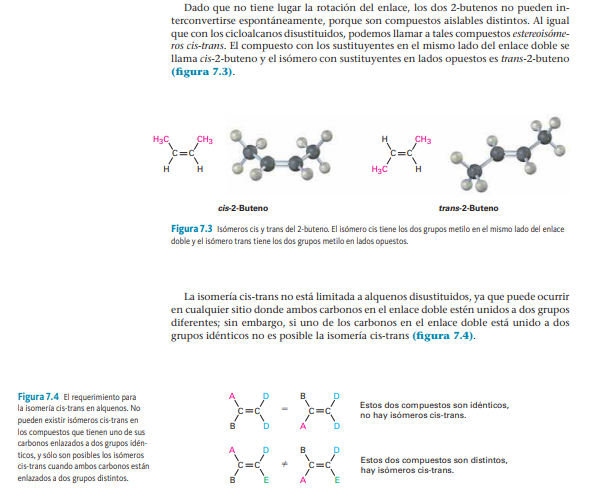 Dado que no tiene lugar la rotación del enlace, los dos 2-butenos no pueden in-
terconvertirse espontáneamente, porque son compuestos aislables distintos. Al igual
que con los cicloalcanos disustituidos, podemos llamar a tales compuestos estereoisóme-
ros cis-trans. El compuesto con los sustituyentes en el mismo lado del enlace doble se
llama cis-2-buteno y el isómero con sustituyentes en lados opuestos es trans-2-buteno
(figura 7.3).
H₃C CH₃
C=C
H H
H CH₃
C=C
H₃C H
cis-2-Buteno
trans-2-Buteno
Figura 7.3 Isómeros cis y trans del 2-buteno. El isómero cis tiene los dos grupos metilo en el mismo lado del enlace
doble y el isómero trans tiene los dos grupos metilo en lados opuestos.
La isomería cis-trans no está limitada a alquenos disustituidos, ya que puede ocurrir
en cualquier sitio donde ambos carbonos en el enlace doble estén unidos a dos grupos
diferentes; sin embargo, si uno de los carbonos en el enlace doble está unido a dos
grupos idénticos no es posible la isomería cis-trans (figura 7.4).
Figura 7.4 El requerimiento para
la isomería cis-trans en alquenos. No
pueden existir isómeros cis-trans en
los compuestos que tienen uno de sus
carbonos enlazados a dos grupos idén-
ticos, y sólo son posibles los isómeros
cis-trans cuando ambos carbonos están
enlazados a dos grupos distintos.
A D B D
C=C = C=C
B D A D
Estos dos compuestos son idénticos,
no hay isómeros cis-trans.
A D B D
C=C ≠ C=C
B E A E
Estos dos compuestos son distintos,
hay isómeros cis-trans.